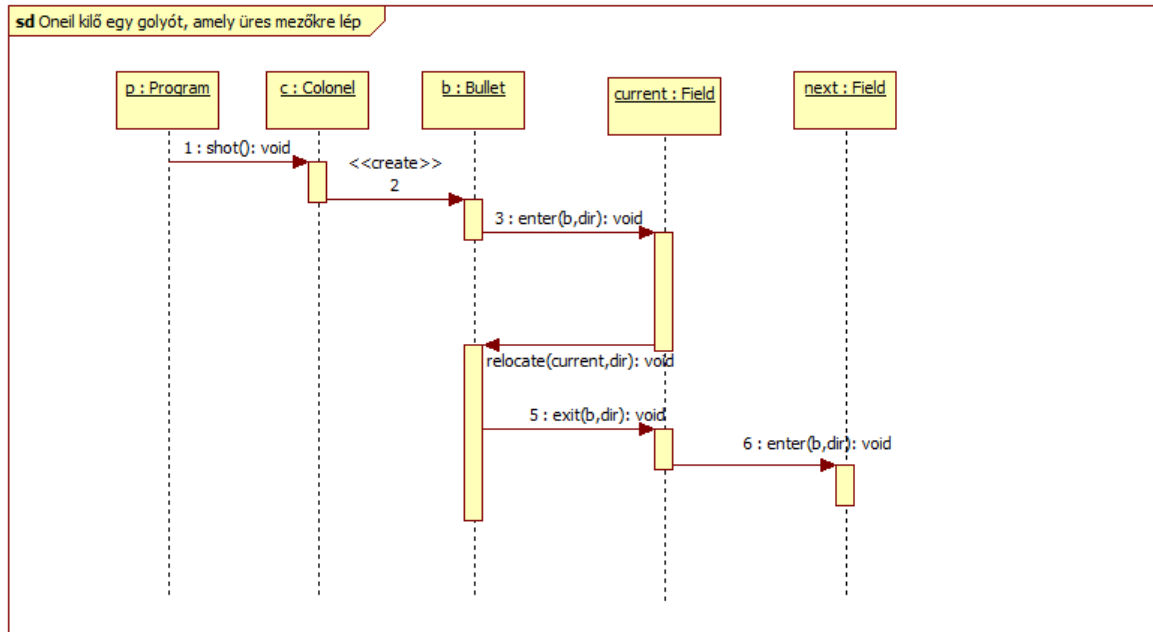 sd Oneil kilő egy golyót, amely üres mezőkre lép
p : Program
c : Colonel
b : Bullet
current : Field
next : Field
1 : shot(): void
<<create>>
2
3 : enter(b,dir): void
relocate(current,dir): void
5 : exit(b,dir): void
6 : enter(b,dir): void